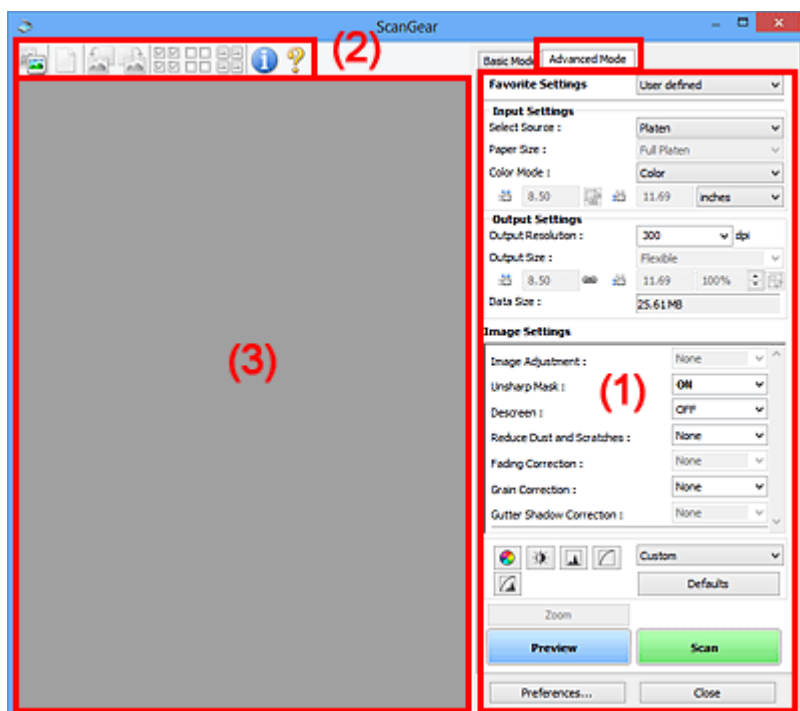 ScanGear
(2)
Basic Mode Advanced Mode
Favorite Settings User defined
Input Settings
Select Source : Platen
Paper Size : Full Platen
Color Mode : Color
8.50 11.69 inches
Output Settings
Output Resolution : 300 dpi
Output Size : Flexible
8.50 11.69 100%
Data Size : 25.61MB
Image Settings
(3)
Image Adjustment : None
(1)
Unsharp Mask : ON
Descreen : OFF
Reduce Dust and Scratches : None
Fading Correction : None
Grain Correction : None
Gutter Shadow Correction : None
Custom
Defaults
Zoom
Preview Scan
Preferences... Close